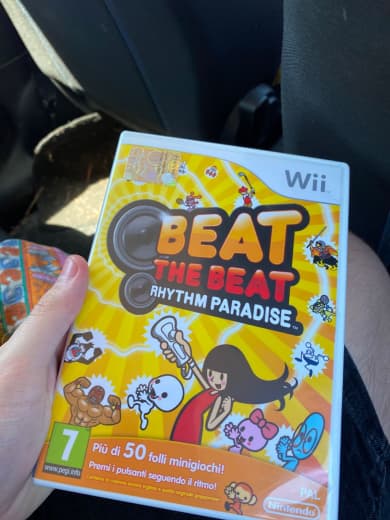 Wii
BEAT
THE BEAT
RHYTHM PARADISE™
7
www.pegi.info
Più di 50 folli minigiochi!
Premi i pulsanti seguendo il ritmo!
PAL
Nintendo